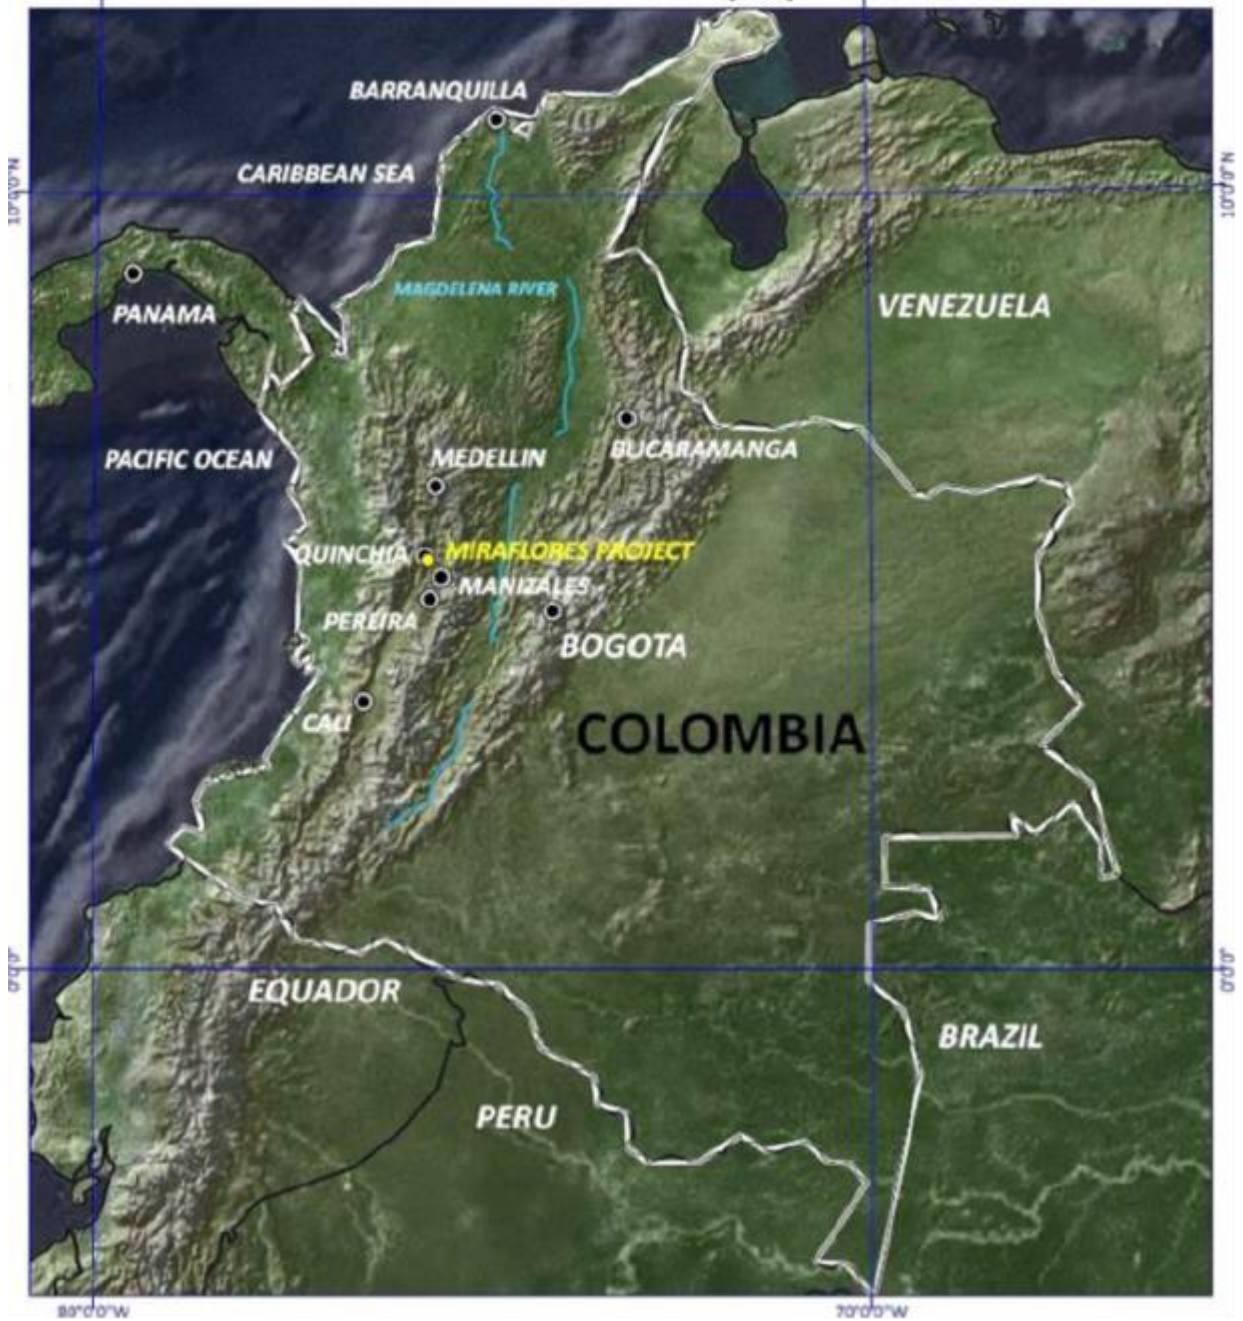 BARRANQUILLA
CARIBBEAN SEA
10°0'0"N
10°0'0"N
MAGDELENA RIVER
PANAMA
VENEZUELA
PACIFIC OCEAN
MEDELLIN
BUCARAMANGA
QUINCHIA
MIRAFLORES PROJECT
MANIZALES
PEREIRA
BOGOTA
CALI
COLOMBIA
0°0'0"
0°0'0"
EQUADOR
BRAZIL
PERU
80°0'0"W
70°0'0"W